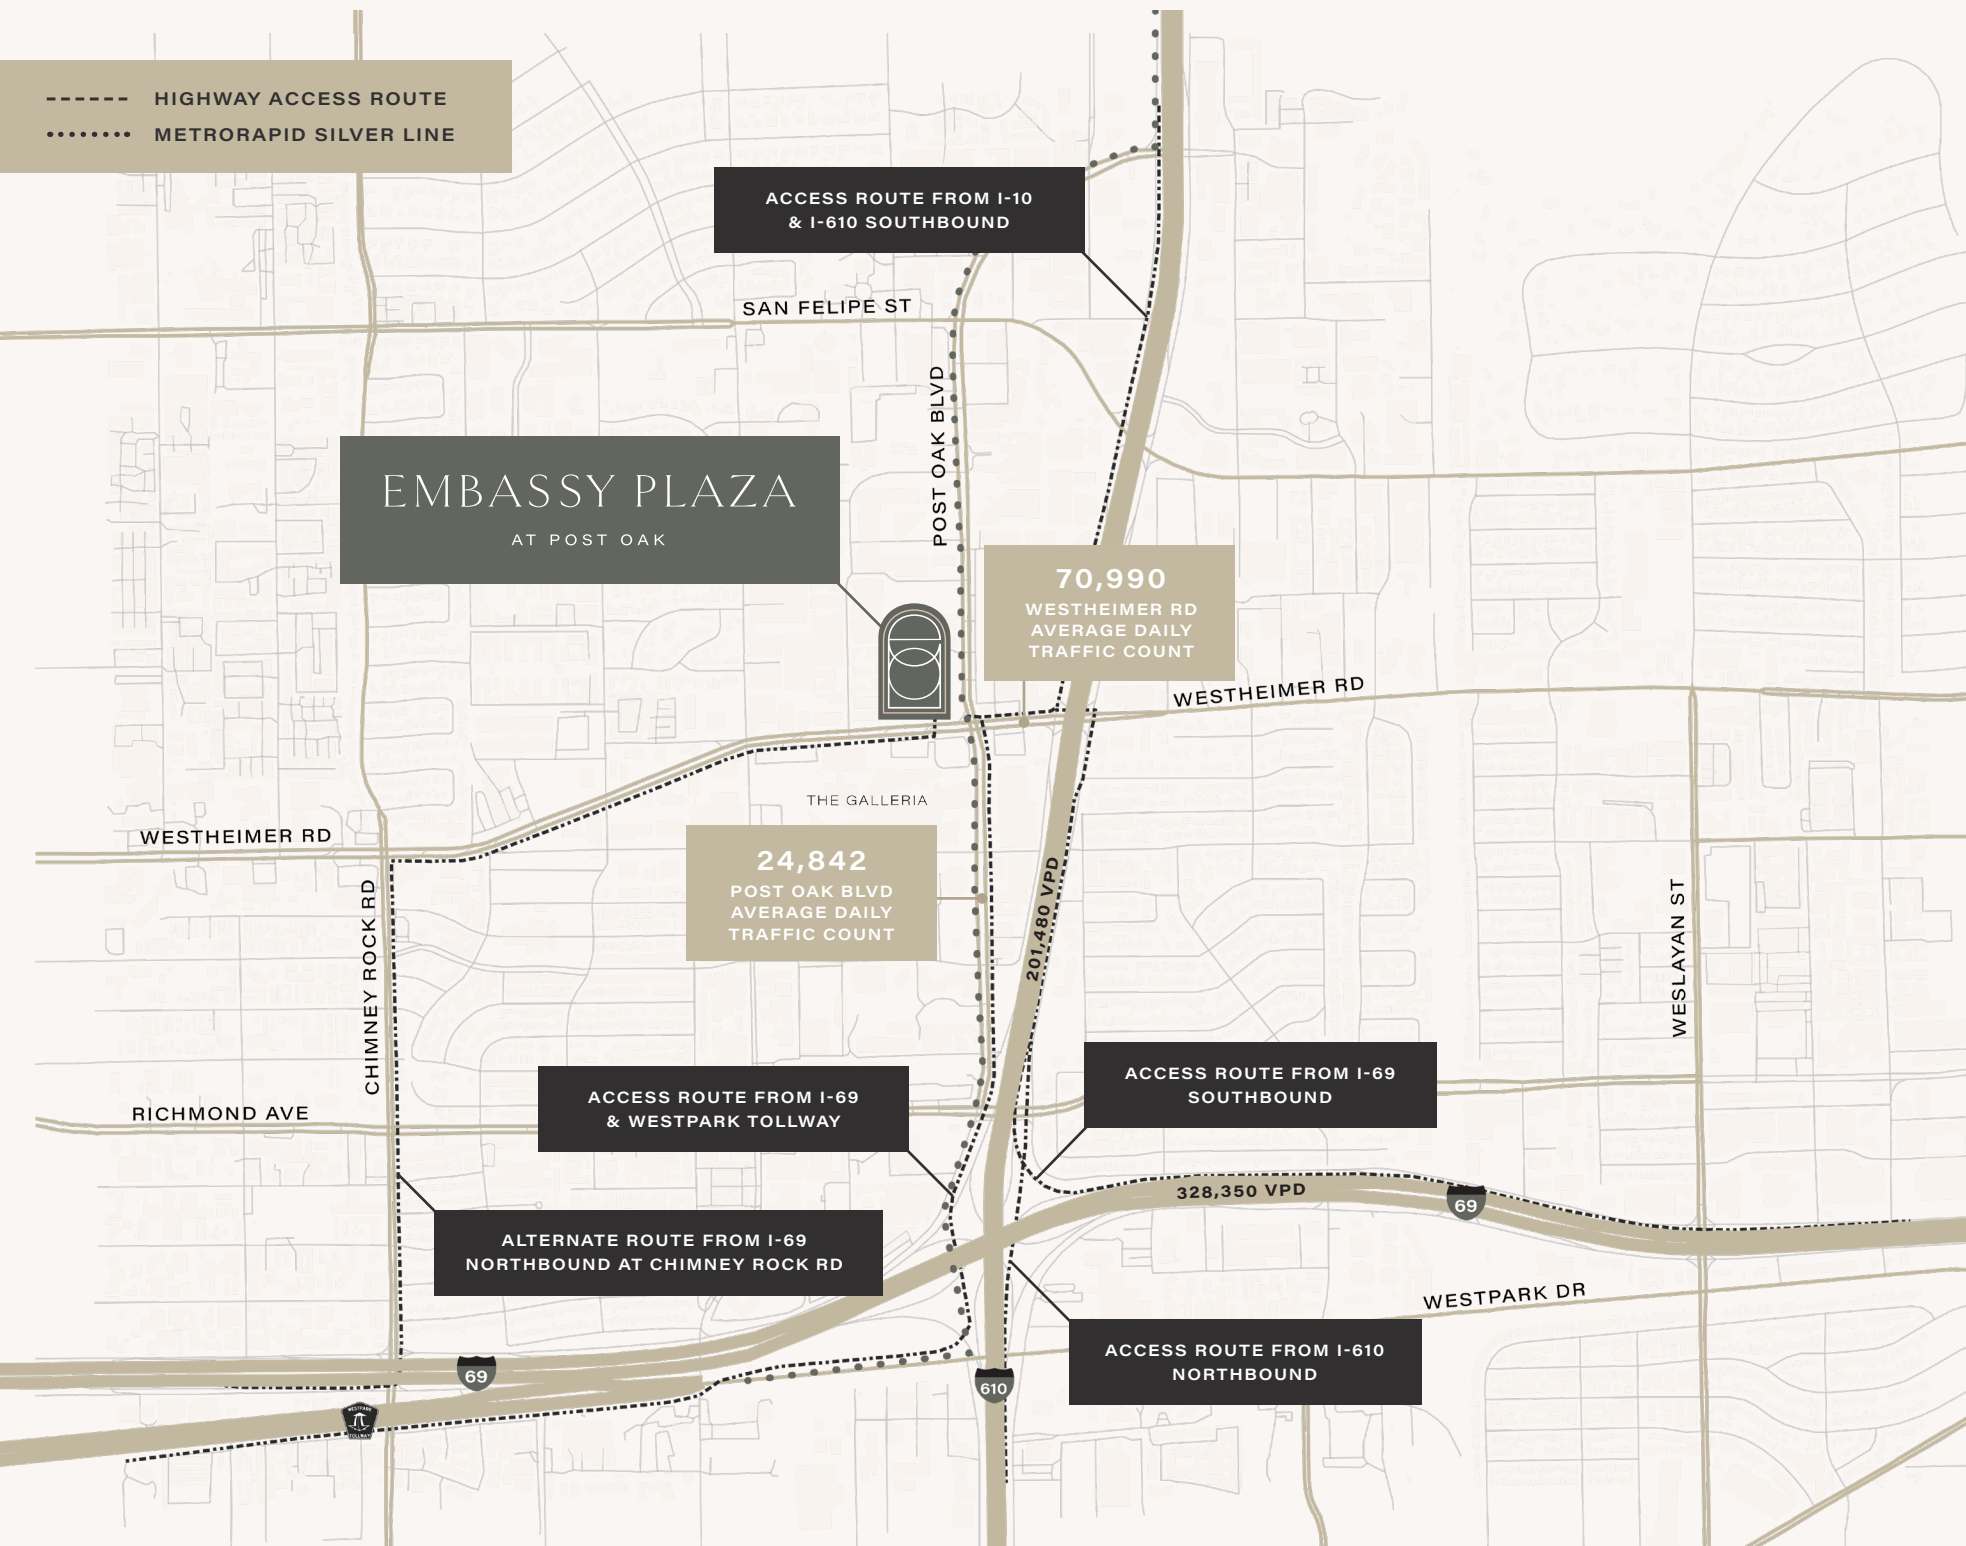 HIGHWAY ACCESS ROUTE
METRORAPID SILVER LINE
ACCESS ROUTE FROM I-10
& I-610 SOUTHBOUND
SAN FELIPE ST
POST OAK BLVD
EMBASSY PLAZA
AT POST OAK
70,990
WESTHEIMER RD
AVERAGE DAILY
TRAFFIC COUNT
WESTHEIMER RD
THE GALLERIA
WESTHEIMER RD
24,842
POST OAK BLVD
AVERAGE DAILY
TRAFFIC COUNT
201,480 VPD
CHIMNEY ROCK RD
WESLAYAN ST
RICHMOND AVE
ACCESS ROUTE FROM I-69
& WESTPARK TOLLWAY
ACCESS ROUTE FROM I-69
SOUTHBOUND
328,350 VPD
69
ALTERNATE ROUTE FROM I-69
NORTHBOUND AT CHIMNEY ROCK RD
WESTPARK DR
ACCESS ROUTE FROM I-610
NORTHBOUND
69
610
WESTPARK
TOLLWAY